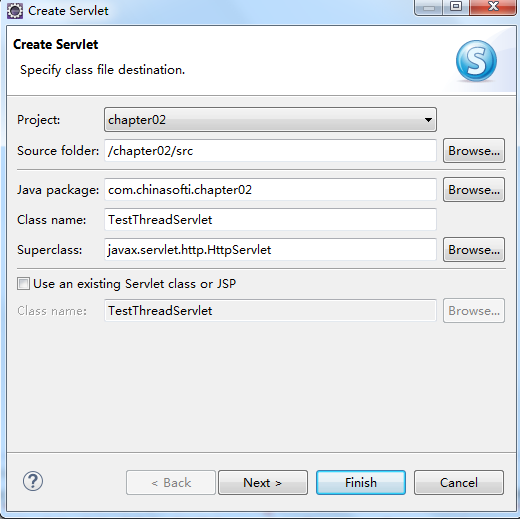 Create Servlet
Create Servlet
Specify class file destination.
S
Project: chapter02
Source folder: /chapter02/src Browse...
Java package: com.chinasofti.chapter02 Browse...
Class name: TestThreadServlet
Superclass: javax.servlet.http.HttpServlet Browse...
Use an existing Servlet class or JSP
Class name: TestThreadServlet Browse...
? < Back Next > Finish Cancel